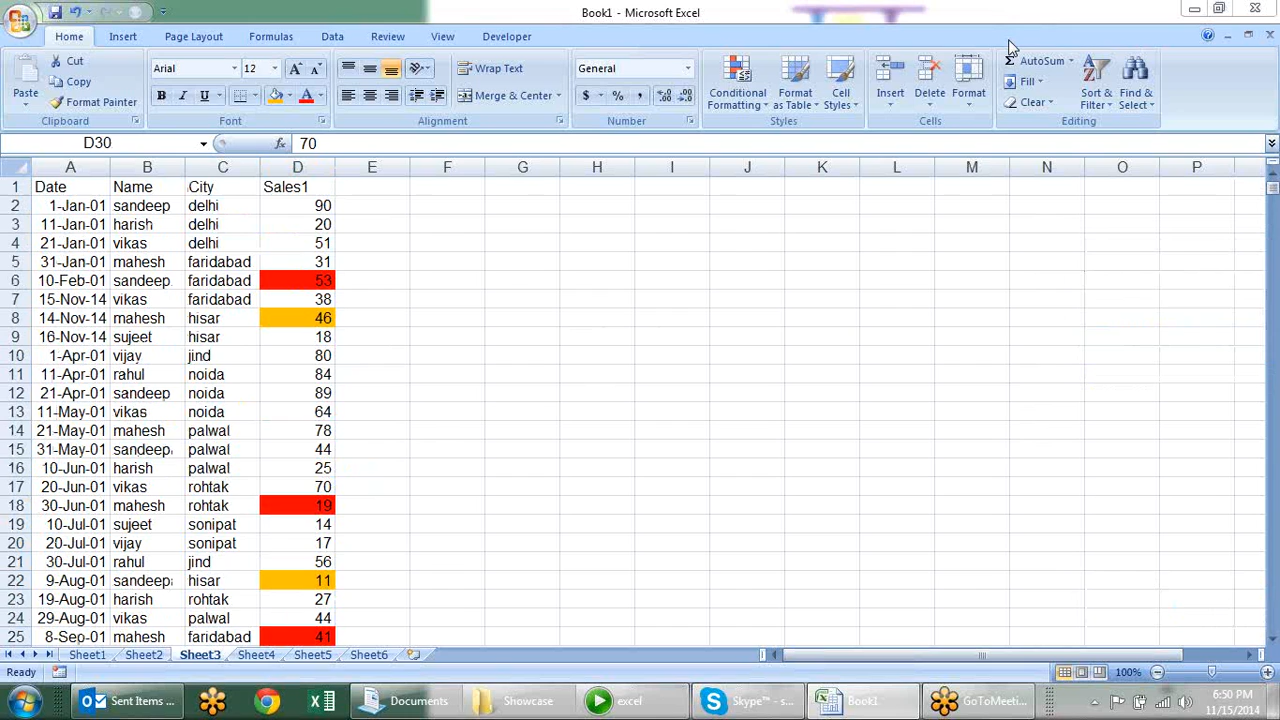 Book1 - Microsoft Excel
Home Insert Page Layout Formulas Data Review View Developer
Paste Cut Copy Format Painter
Arial 12
B I U
Wrap Text
Merge & Center
General
$ % ,
Conditional Formatting
Format as Table
Cell Styles
Insert Delete Format
AutoSum
Fill
Clear
Sort & Filter
Find & Select
Clipboard Font Alignment Number Styles Cells Editing
D30 fx 70
A B C D E F G H I J K L M N O P
1 Date Name City Sales1
2 1-Jan-01 sandeep delhi 90
3 11-Jan-01 harish delhi 20
4 21-Jan-01 vikas delhi 51
5 31-Jan-01 mahesh faridabad 31
6 10-Feb-01 sandeep faridabad 53
7 15-Nov-14 vikas faridabad 38
8 14-Nov-14 mahesh hisar 46
9 16-Nov-14 sujeet hisar 18
10 1-Apr-01 vijay jind 80
11 11-Apr-01 rahul noida 84
12 21-Apr-01 sandeep noida 89
13 11-May-01 vikas noida 64
14 21-May-01 mahesh palwal 78
15 31-May-01 sandeep palwal 44
16 10-Jun-01 harish palwal 25
17 20-Jun-01 vikas rohtak 70
18 30-Jun-01 mahesh rohtak 19
19 10-Jul-01 sujeet sonipat 14
20 20-Jul-01 vijay sonipat 17
21 30-Jul-01 rahul jind 56
22 9-Aug-01 sandeep hisar 11
23 19-Aug-01 harish rohtak 27
24 29-Aug-01 vikas palwal 44
25 8-Sep-01 mahesh faridabad 41
Sheet1 Sheet2 Sheet3 Sheet4 Sheet5 Sheet6
Ready 100%
Sent Items ... Documents Showcase excel Skype™ - s... Book1 GoToMeeti...
6:50 PM
11/15/2014